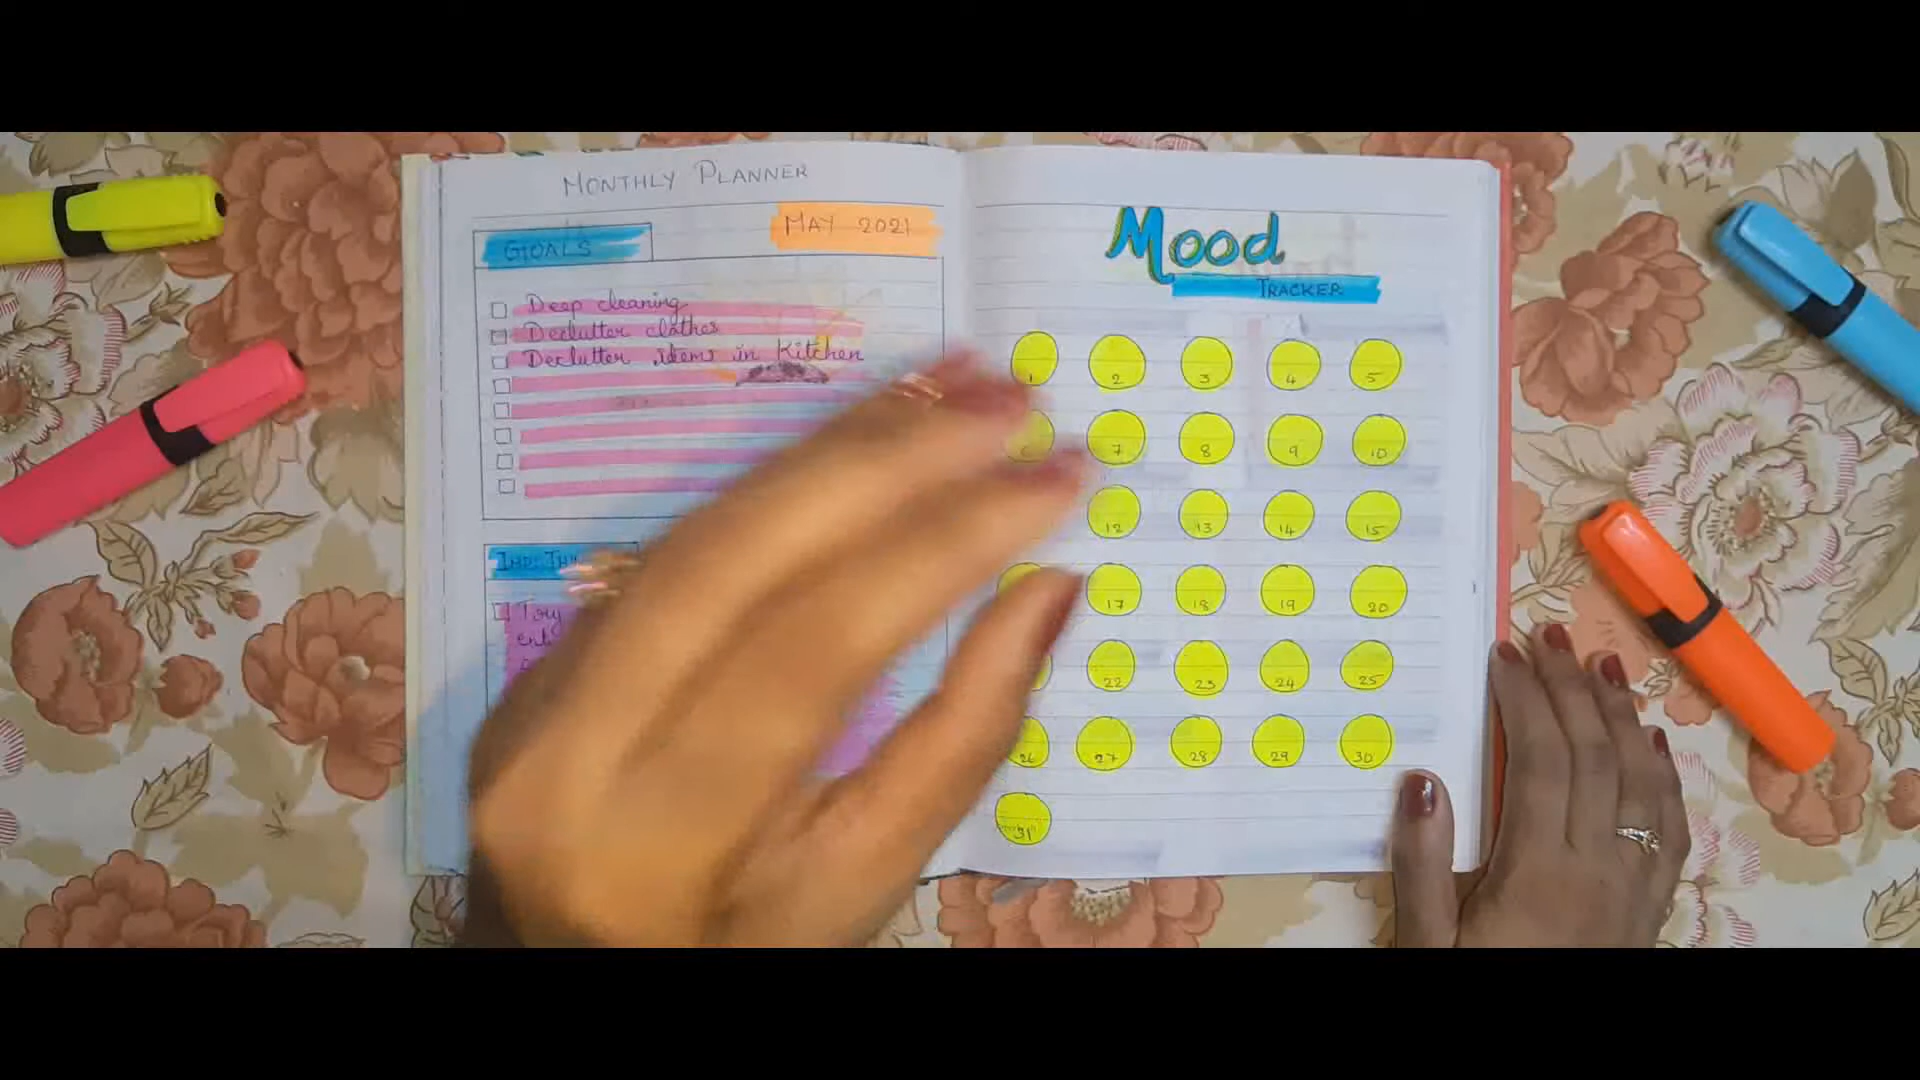 MONTHLY PLANNER
MAY 2021
GOALS
Deep cleaning
Declutter clothes
Declutter items in Kitchen
Mood
TRACKER
1 2 3 4 5
6 7 8 9 10
12 13 14 15
17 18 19 20
22 23 24 25
26 27 28 29 30
31